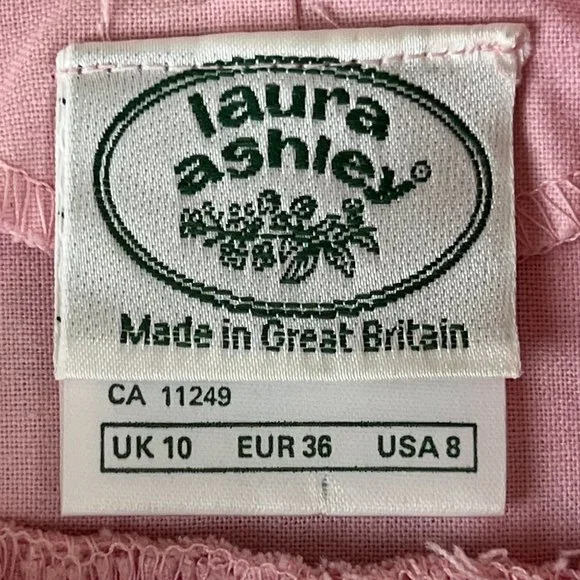 laura
ashley®
Made in Great Britain
CA 11249
UK 10 EUR 36 USA 8